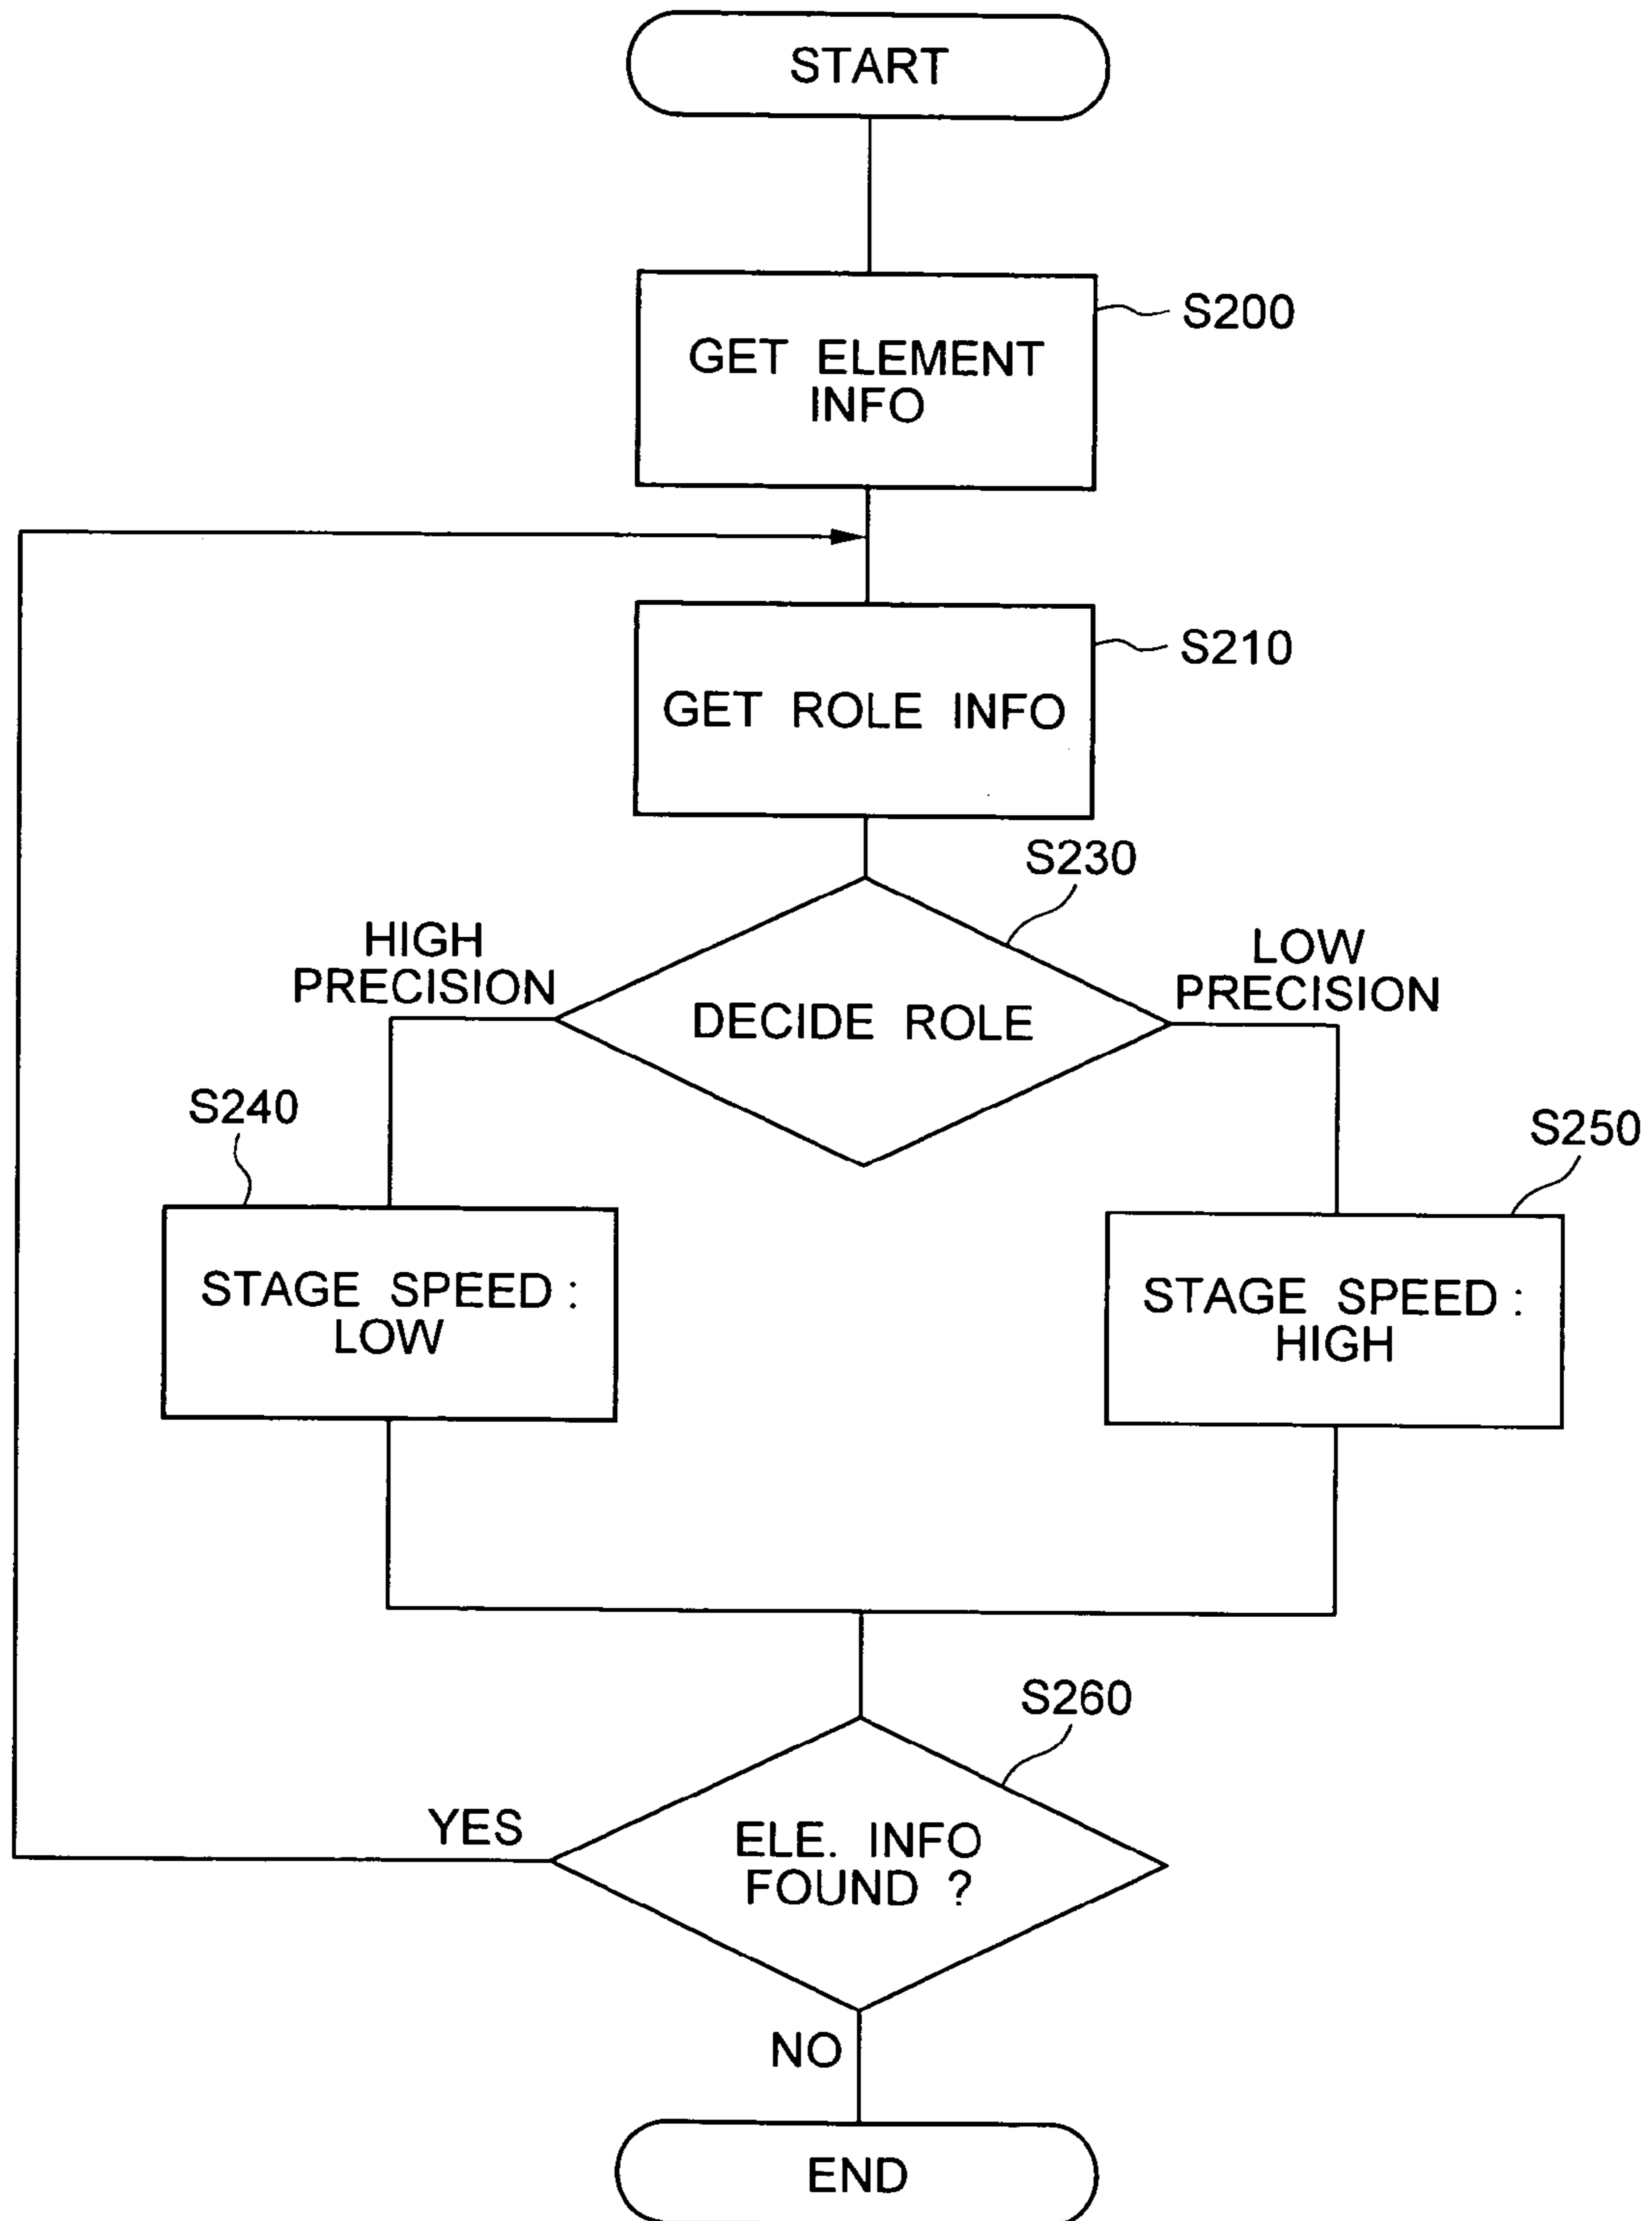 START
S200
GET ELEMENT
INFO
S210
GET ROLE INFO
S230
HIGH
PRECISION
LOW
PRECISION
DECIDE ROLE
S240
S250
STAGE SPEED :
LOW
STAGE SPEED :
HIGH
S260
YES
ELE. INFO
FOUND ?
NO
END